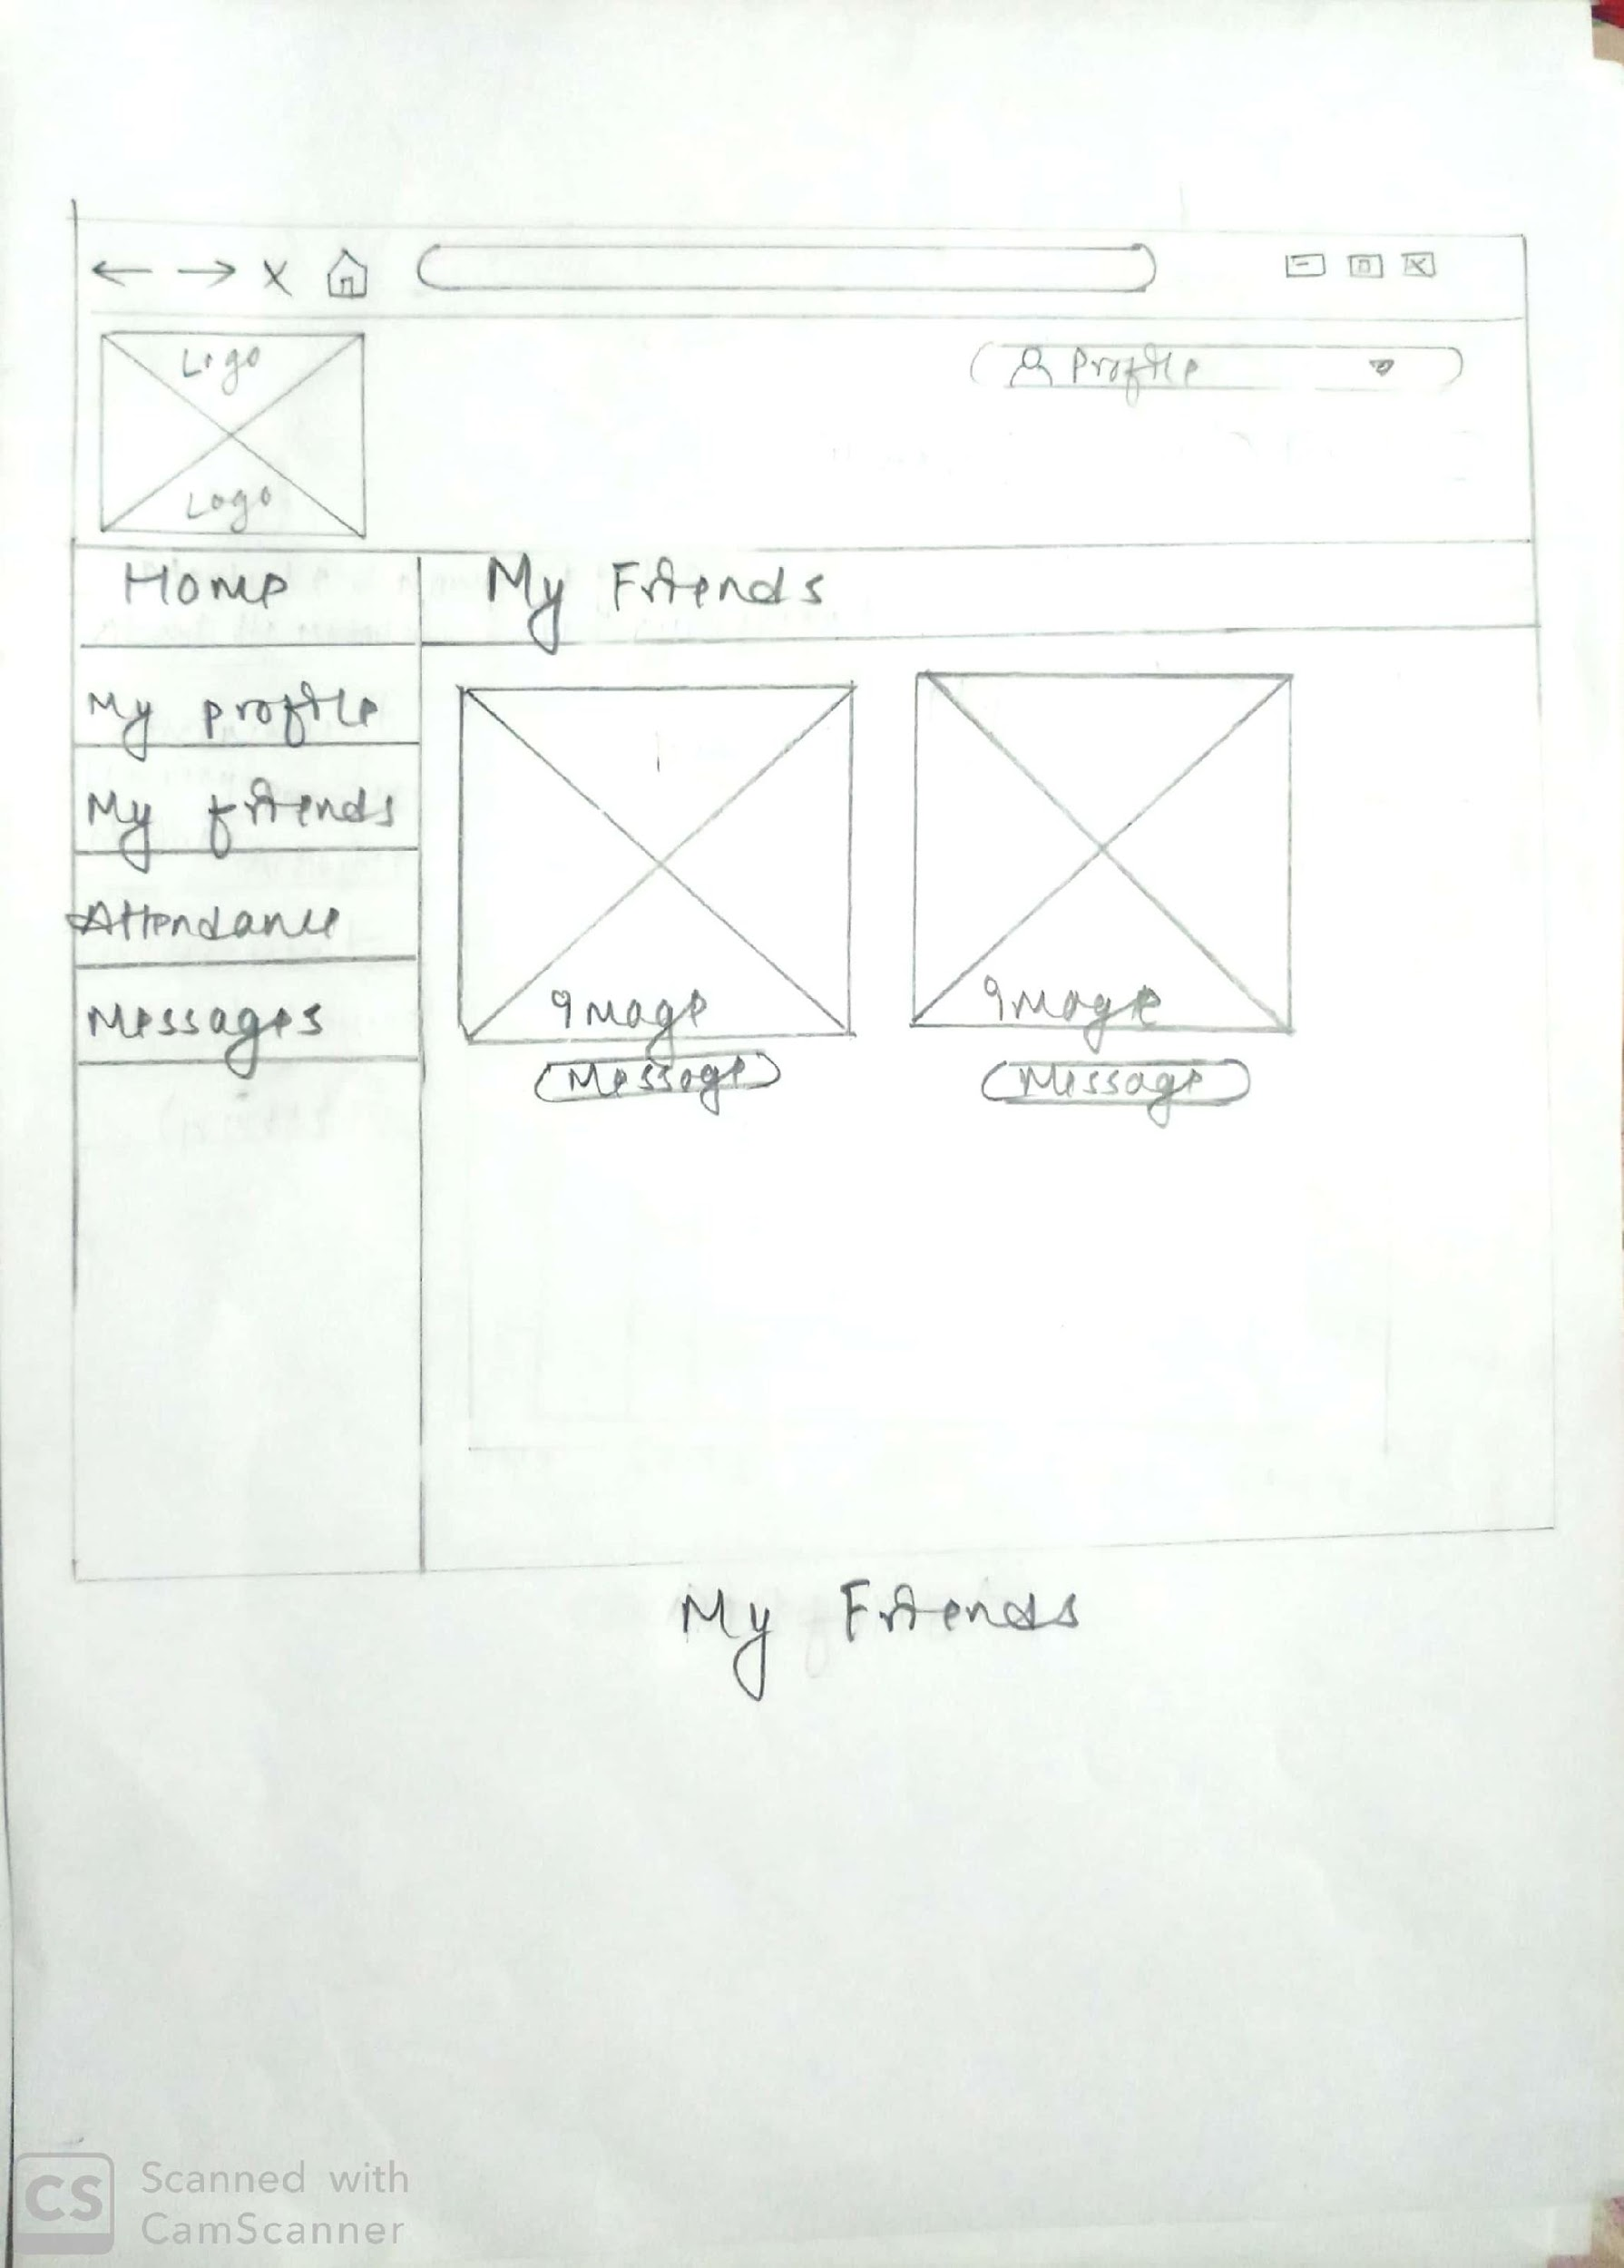 Logo
Profile
Logo
Home
My Friends
My profile
My friends
Attendance
Messages
Image
Image
Message
Message
My Friends
CS
Scanned with
CamScanner